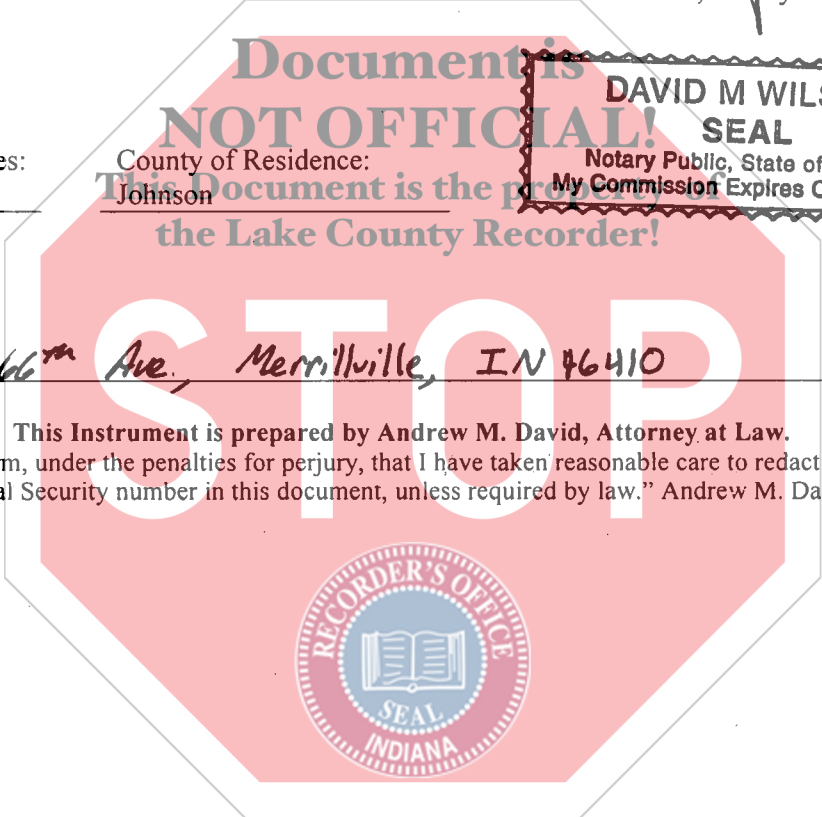 Document is
NOT OFFICIAL!
This Document is the property of
the Lake County Recorder!
DAVID M WILS
SEAL
Notary Public, State of
My Commission Expires
es:
County of Residence:
Johnson
66th Ave., Merrillville, IN 46410
STOP
This Instrument is prepared by Andrew M. David, Attorney at Law.
m, under the penalties for perjury, that I have taken reasonable care to redact
al Security number in this document, unless required by law." Andrew M. Da
RECORDER'S OFFICE
SEAL
INDIANA